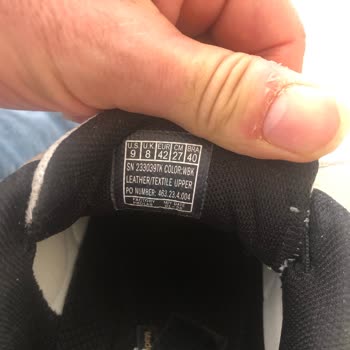 U.S. U.K. EUR CM BRA
9 8 42 27 40
SN 233039TK COLOR:WBK
LEATHER/TEXTILE UPPER
PO NUMBER: 463.23.4.004